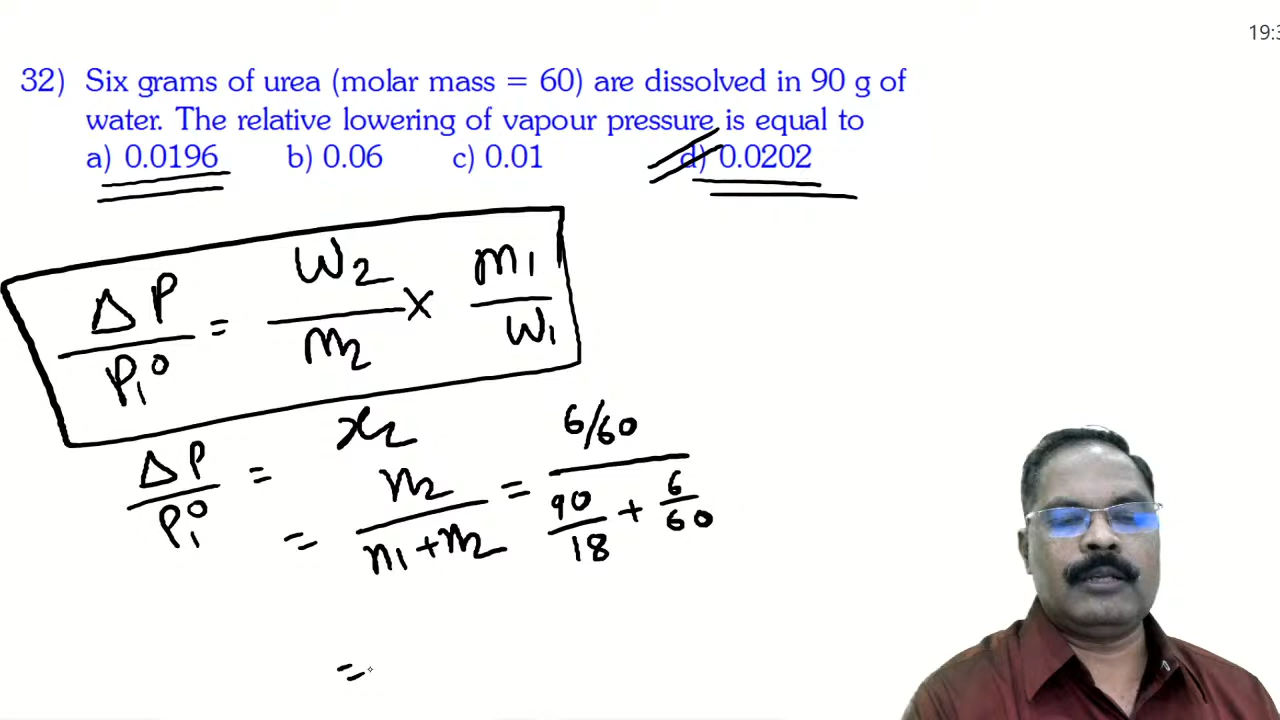 19:3
32) Six grams of urea (molar mass = 60) are dissolved in 90 g of
water. The relative lowering of vapour pressure is equal to
a) 0.0196 b) 0.06 c) 0.01 d) 0.0202
ΔP/P₁⁰ = W₂/M₂ × M₁/W₁
ΔP/P₁⁰ = x₂
= n₂/(n₁+n₂) = (6/60)/(90/18 + 6/60)
=